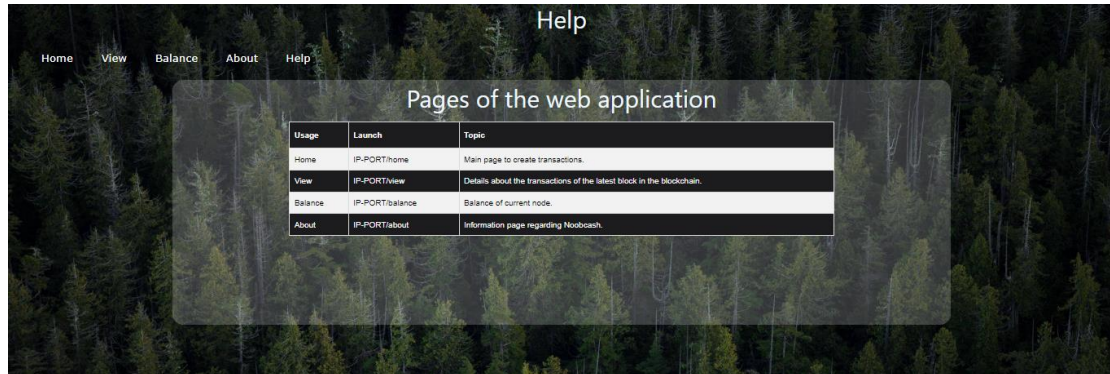 Help
Home View Balance About Help
Pages of the web application
Usage Launch Topic
Home IP-PORT/home Main page to create transactions.
View IP-PORT/view Details about the transactions of the latest block in the blockchain.
Balance IP-PORT/balance Balance of current node.
About IP-PORT/about Information page regarding Noobcash.